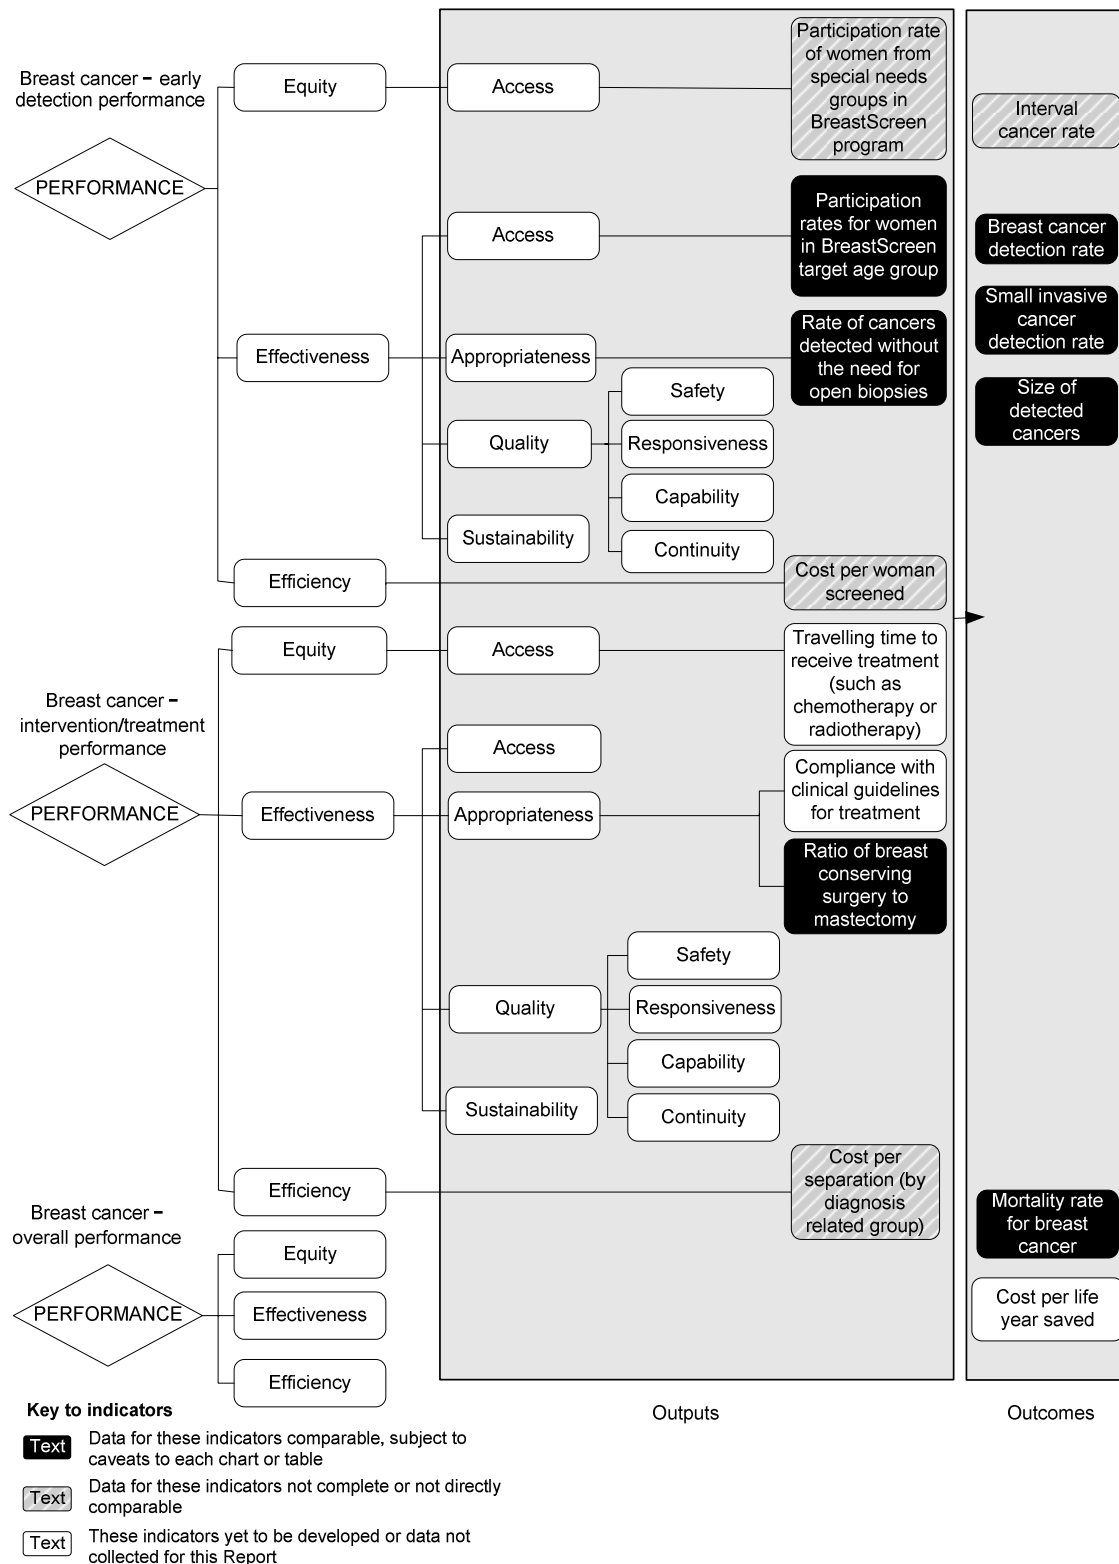 Breast cancer – early
detection performance
PERFORMANCE
Equity
Access
Participation rate
of women from
special needs
groups in
BreastScreen
program
Interval
cancer rate
Access
Participation
rates for women
in BreastScreen
target age group
Breast cancer
detection rate
Small invasive
cancer
detection rate
Effectiveness
Appropriateness
Rate of cancers
detected without
the need for
open biopsies
Size of
detected
cancers
Quality
Safety
Responsiveness
Capability
Continuity
Sustainability
Efficiency
Cost per woman
screened
Breast cancer –
intervention/treatment
performance
PERFORMANCE
Equity
Access
Travelling time to
receive treatment
(such as
chemotherapy or
radiotherapy)
Effectiveness
Access
Appropriateness
Compliance with
clinical guidelines
for treatment
Ratio of breast
conserving
surgery to
mastectomy
Quality
Safety
Responsiveness
Capability
Continuity
Sustainability
Efficiency
Cost per
separation (by
diagnosis
related group)
Breast cancer –
overall performance
PERFORMANCE
Equity
Effectiveness
Efficiency
Mortality rate
for breast
cancer
Cost per life
year saved
Outputs
Outcomes
Key to indicators
Text
Data for these indicators comparable, subject to
caveats to each chart or table
Text
Data for these indicators not complete or not directly
comparable
Text
These indicators yet to be developed or data not
collected for this Report